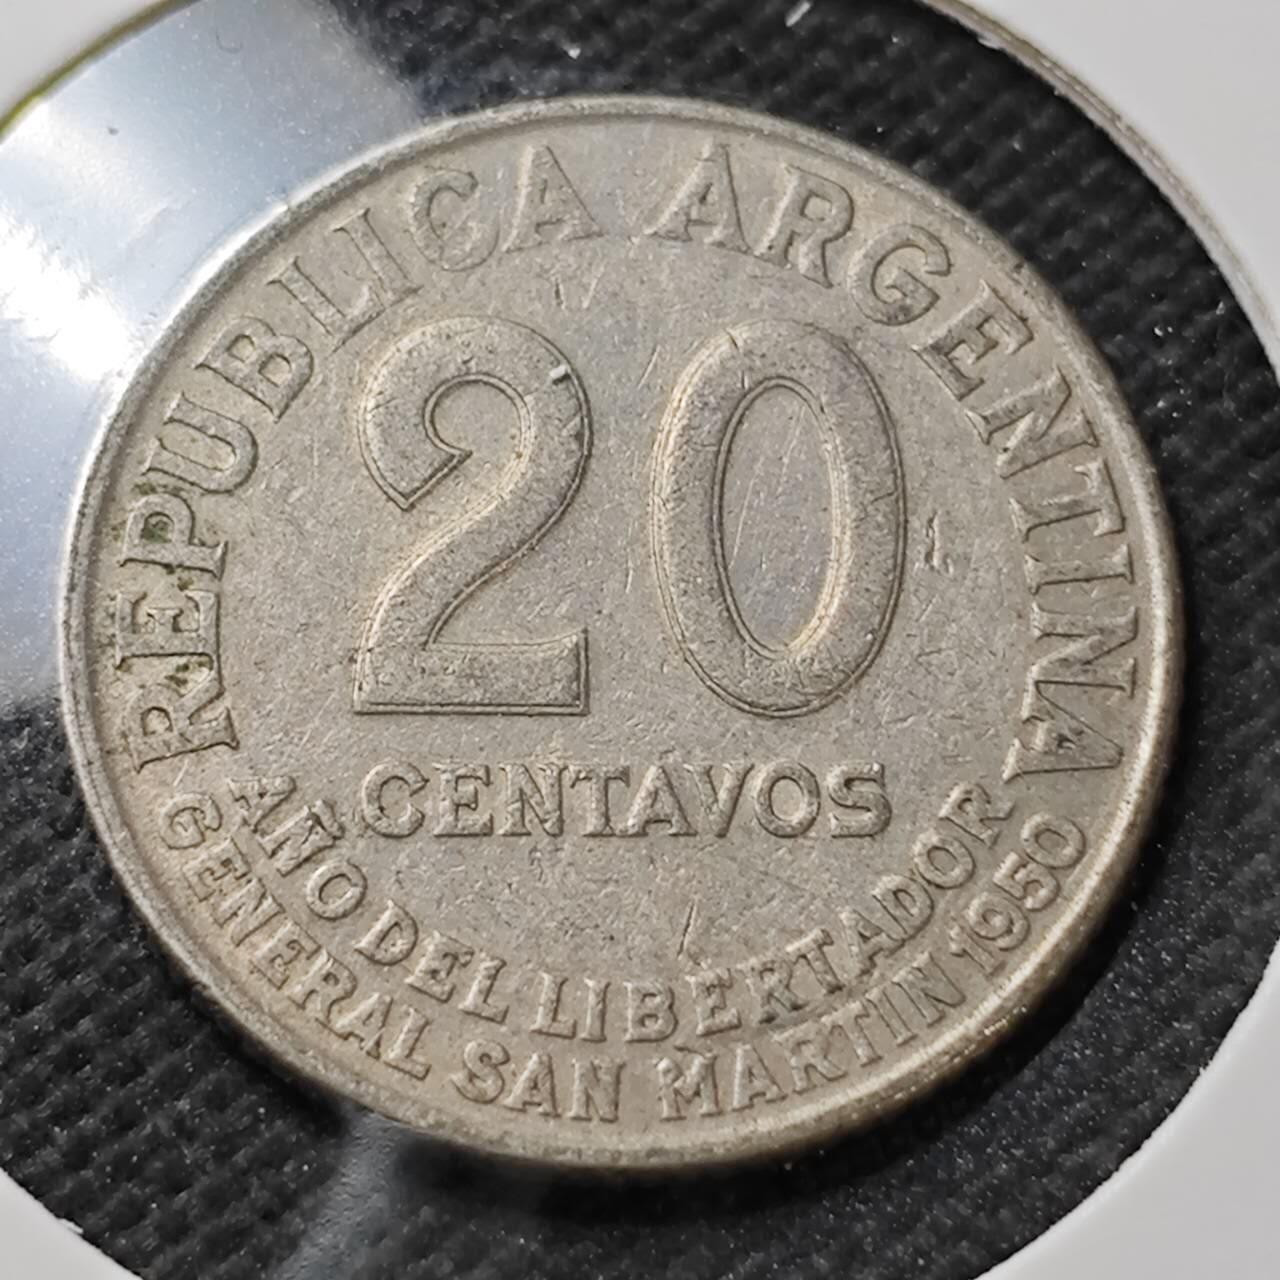 REPUBLICA ARGENTINA
20
CENTAVOS
AÑO DEL LIBERTADOR
GENERAL SAN MARTIN 1950